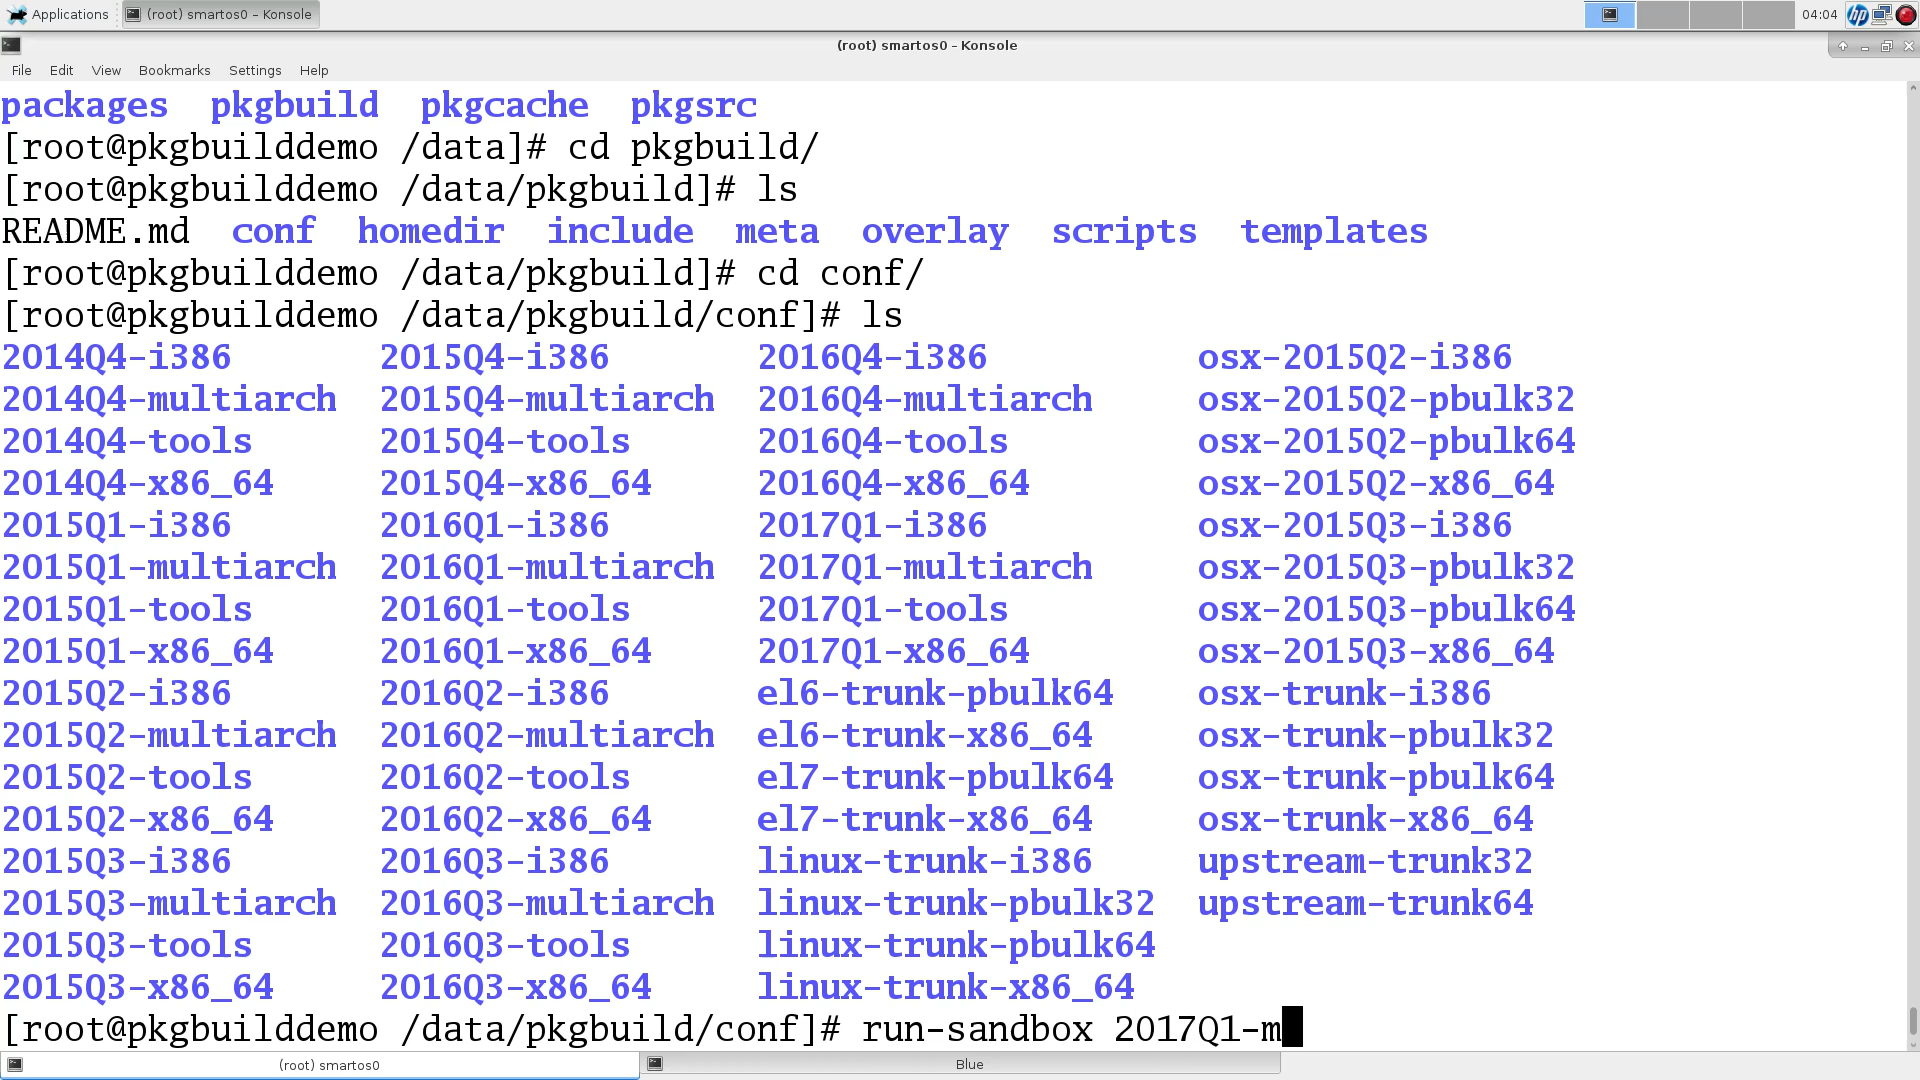 Applications (root) smartos0 – Konsole 04:04
(root) smartos0 – Konsole
File Edit View Bookmarks Settings Help
packages pkgbuild pkgcache pkgsrc
[root@pkgbuilddemo /data]# cd pkgbuild/
[root@pkgbuilddemo /data/pkgbuild]# ls
README.md conf homedir include meta overlay scripts templates
[root@pkgbuilddemo /data/pkgbuild]# cd conf/
[root@pkgbuilddemo /data/pkgbuild/conf]# ls
2014Q4-i386 2015Q4-i386 2016Q4-i386 osx-2015Q2-i386
2014Q4-multiarch 2015Q4-multiarch 2016Q4-multiarch osx-2015Q2-pbulk32
2014Q4-tools 2015Q4-tools 2016Q4-tools osx-2015Q2-pbulk64
2014Q4-x86_64 2015Q4-x86_64 2016Q4-x86_64 osx-2015Q2-x86_64
2015Q1-i386 2016Q1-i386 2017Q1-i386 osx-2015Q3-i386
2015Q1-multiarch 2016Q1-multiarch 2017Q1-multiarch osx-2015Q3-pbulk32
2015Q1-tools 2016Q1-tools 2017Q1-tools osx-2015Q3-pbulk64
2015Q1-x86_64 2016Q1-x86_64 2017Q1-x86_64 osx-2015Q3-x86_64
2015Q2-i386 2016Q2-i386 el6-trunk-pbulk64 osx-trunk-i386
2015Q2-multiarch 2016Q2-multiarch el6-trunk-x86_64 osx-trunk-pbulk32
2015Q2-tools 2016Q2-tools el7-trunk-pbulk64 osx-trunk-pbulk64
2015Q2-x86_64 2016Q2-x86_64 el7-trunk-x86_64 osx-trunk-x86_64
2015Q3-i386 2016Q3-i386 linux-trunk-i386 upstream-trunk32
2015Q3-multiarch 2016Q3-multiarch linux-trunk-pbulk32 upstream-trunk64
2015Q3-tools 2016Q3-tools linux-trunk-pbulk64
2015Q3-x86_64 2016Q3-x86_64 linux-trunk-x86_64
[root@pkgbuilddemo /data/pkgbuild/conf]# run-sandbox 2017Q1-m
(root) smartos0 Blue